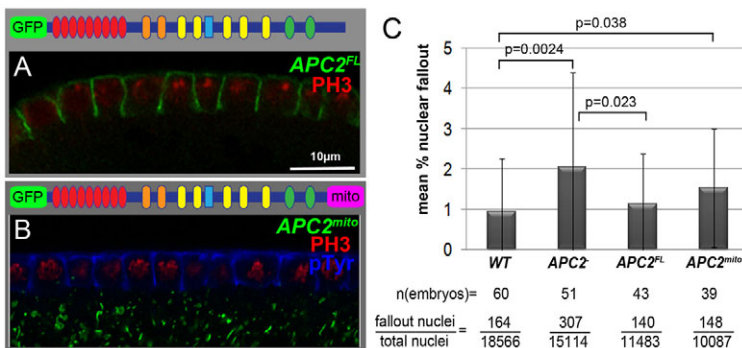 GFP
A
APC2FL
PH3
10μm
GFP
mito
B
APC2mito
PH3
pTyr
C
mean % nuclear fallout
5
4
3
2
1
0
p=0.038
p=0.0024
p=0.023
WT APC2- APC2FL APC2mito
n(embryos)= 60 51 43 39
fallout nuclei 164 307 140 148
total nuclei = 18566 15114 11483 10087